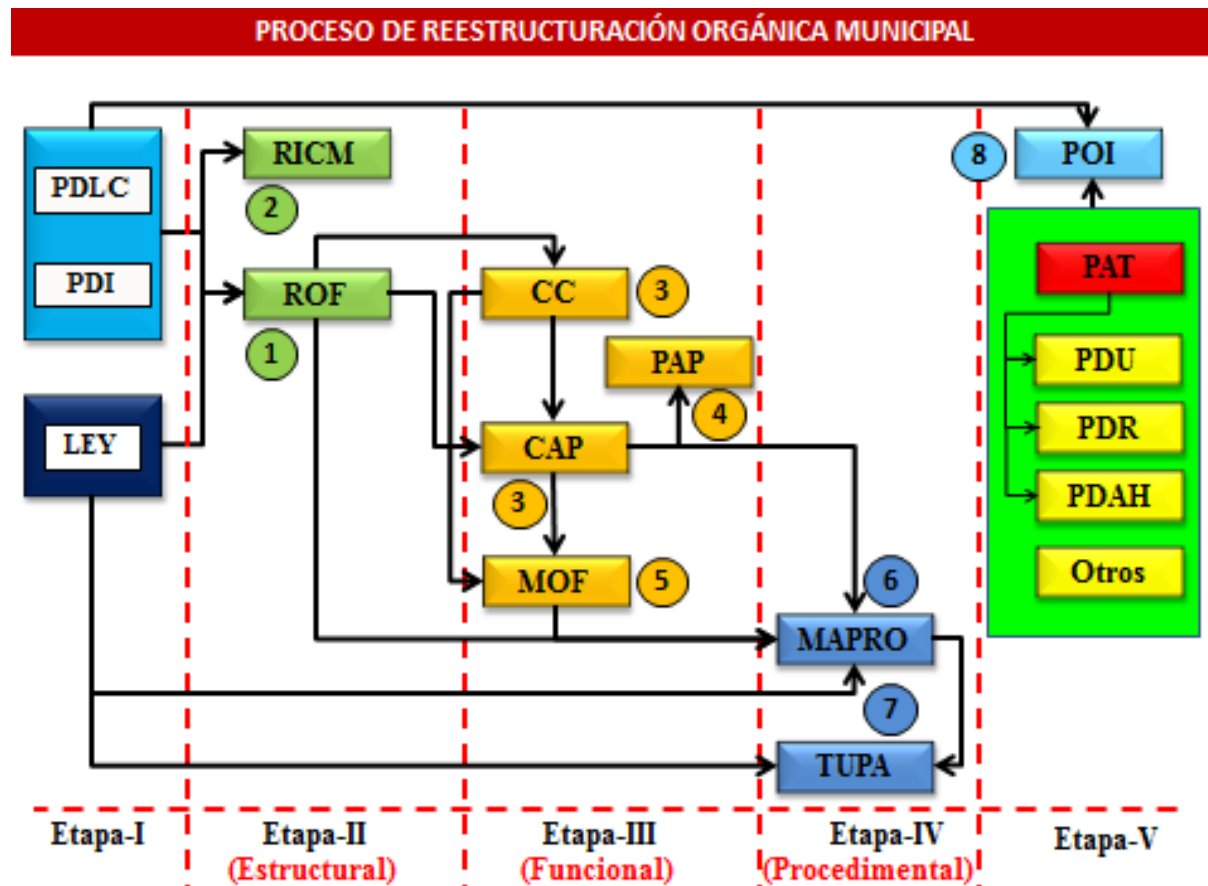 PROCESO DE REESTRUCTURACIÓN ORGÁNICA MUNICIPAL
PDLC
PDI
LEY
RICM
2
ROF
1
CC
3
PAP
4
CAP
3
MOF
5
6
MAPRO
7
TUPA
8
POI
PAT
PDU
PDR
PDAH
Otros
Etapa-I
Etapa-II
(Estructural)
Etapa-III
(Funcional)
Etapa-IV
(Procedimental)
Etapa-V